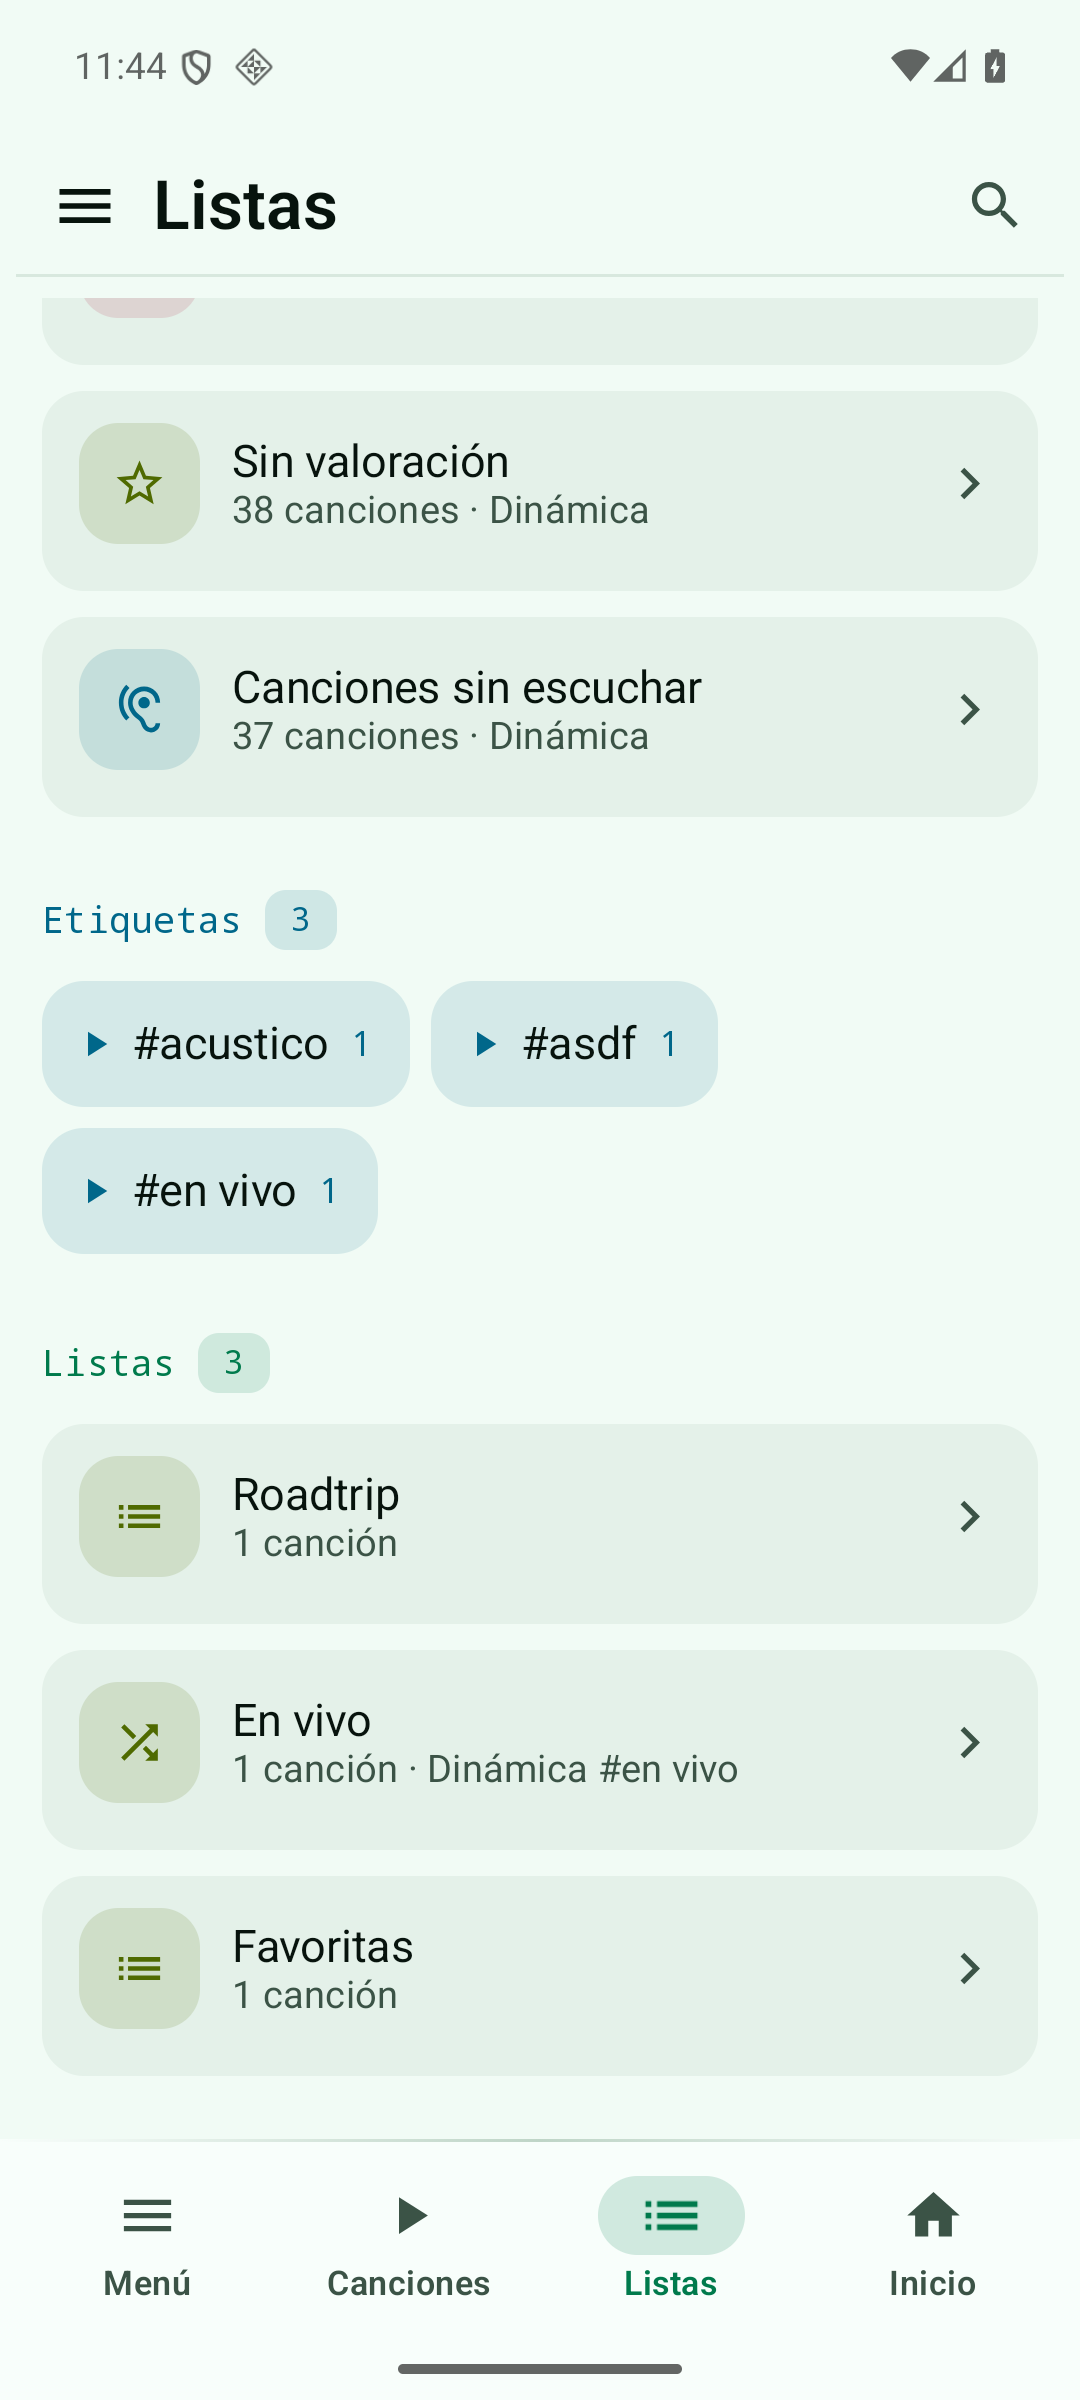 11:44
Listas
Sin valoración
38 canciones · Dinámica
Canciones sin escuchar
37 canciones · Dinámica
Etiquetas 3
#acustico 1 #asdf 1
#en vivo 1
Listas 3
Roadtrip
1 canción
En vivo
1 canción · Dinámica #en vivo
Favoritas
1 canción
Menú Canciones Listas Inicio